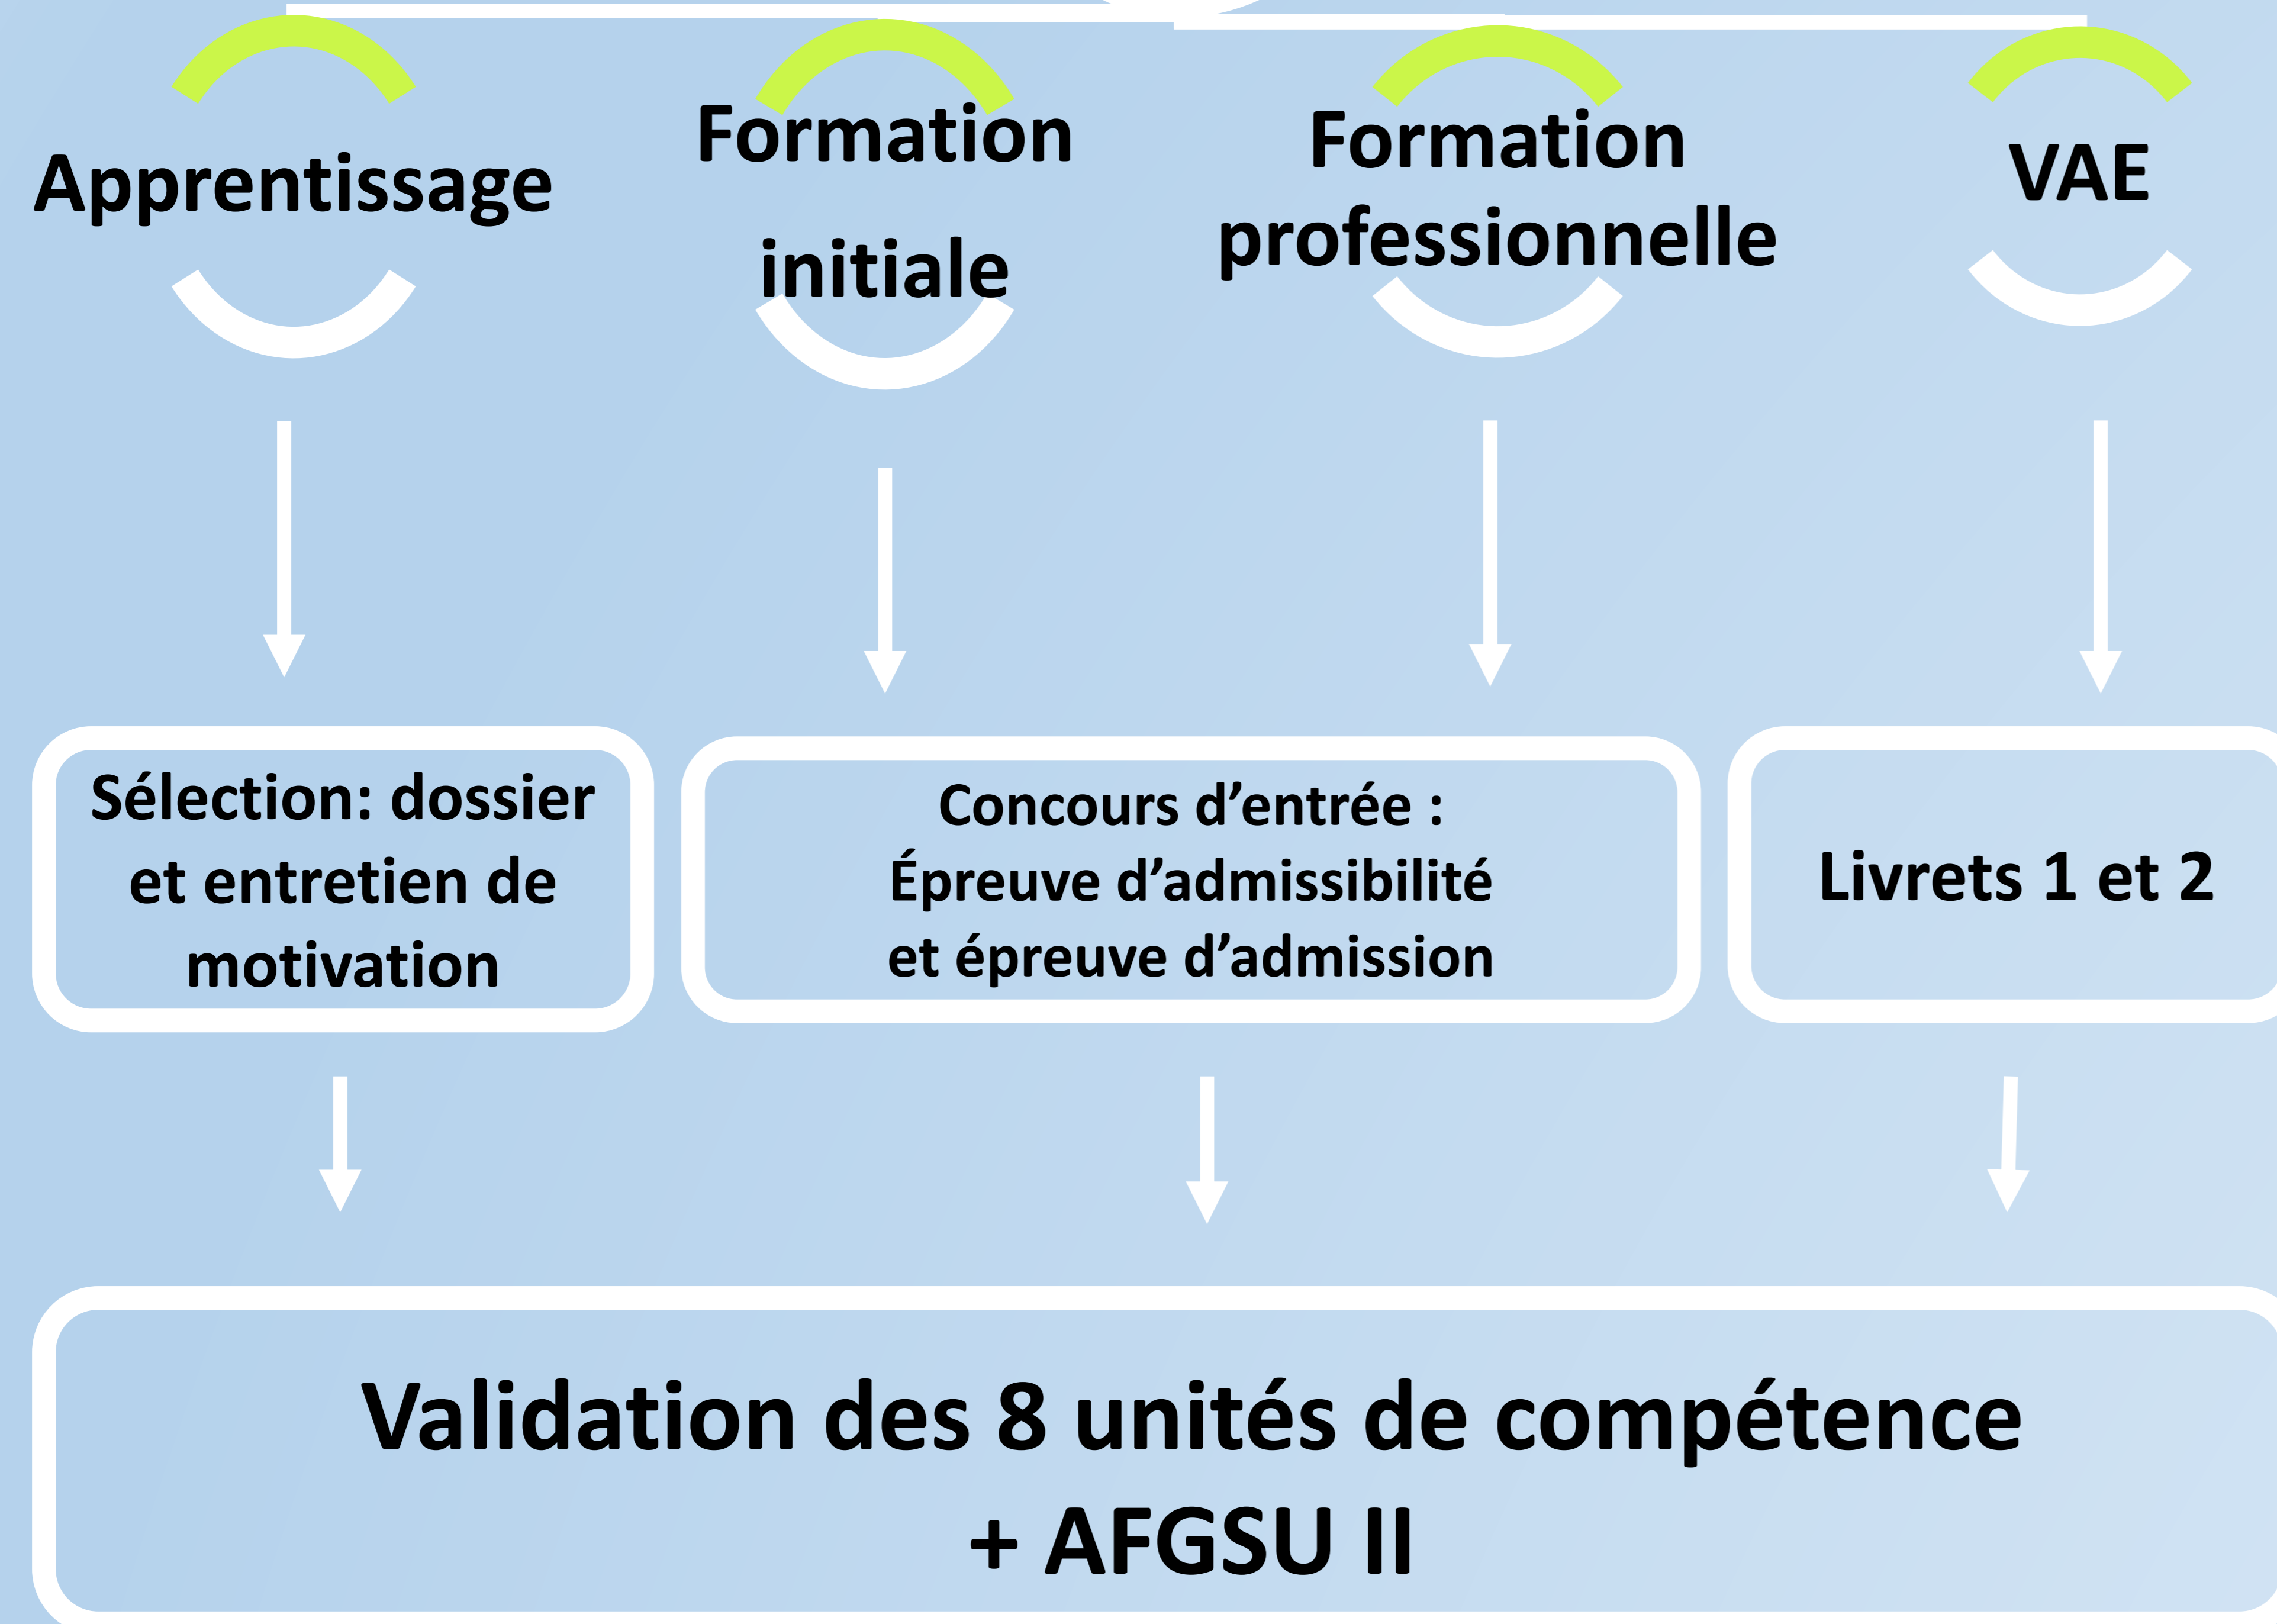 Apprentissage
Formation
initiale
Formation
professionnelle
VAE
Sélection: dossier
et entretien de
motivation
Concours d’entrée :
Épreuve d’admissibilité
et épreuve d’admission
Livrets 1 et 2
Validation des 8 unités de compétence
+ AFGSU II